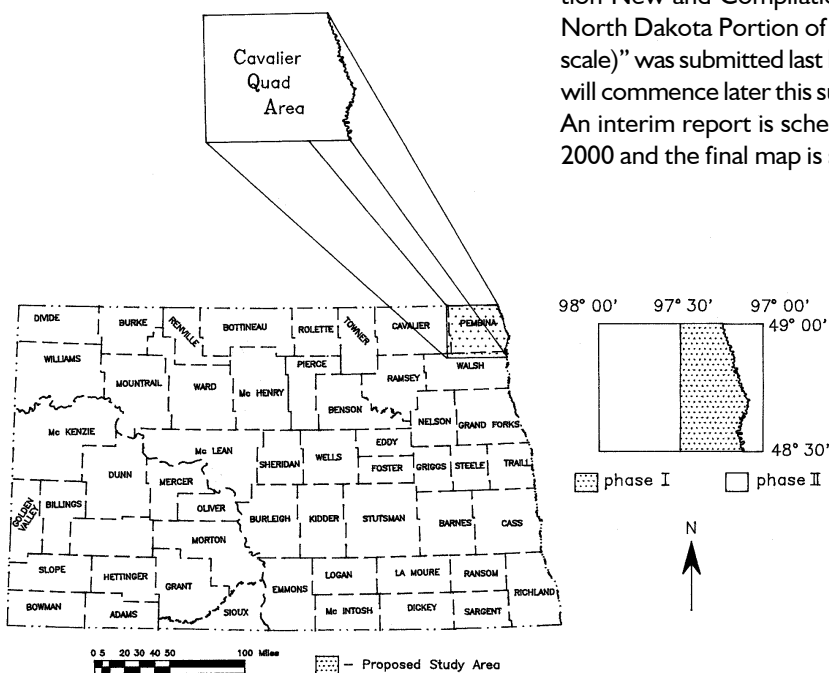 tion New and Compilation
North Dakota Portion of
scale)” was submitted last
will commence later this su
An interim report is sche
2000 and the final map is
Cavalier
Quad
Area
DIVIDE
BURKE
RENVILLE
BOTTINEAU
ROLETTE
TOWNER
CAVALIER
PEMBINA
WILLIAMS
MOUNTRAIL
WARD
Mc HENRY
PIERCE
BENSON
RAMSEY
WALSH
NELSON
GRAND FORKS
Mc KENZIE
DUNN
Mc LEAN
MERCER
OLIVER
SHERIDAN
WELLS
EDDY
FOSTER
GRIGGS
STEELE
TRAILL
GOLDEN
VALLEY
BILLINGS
MORTON
BURLEIGH
KIDDER
STUTSMAN
BARNES
CASS
SLOPE
HETTINGER
GRANT
EMMONS
LOGAN
LA MOURE
RANSOM
RICHLAND
BOWMAN
ADAMS
SIOUX
Mc INTOSH
DICKEY
SARGENT
0 5 20 30 40 50 100 Miles
– Proposed Study Area
98° 00' 97° 30' 97° 00'
49° 00'
48° 30'
phase I phase II
N